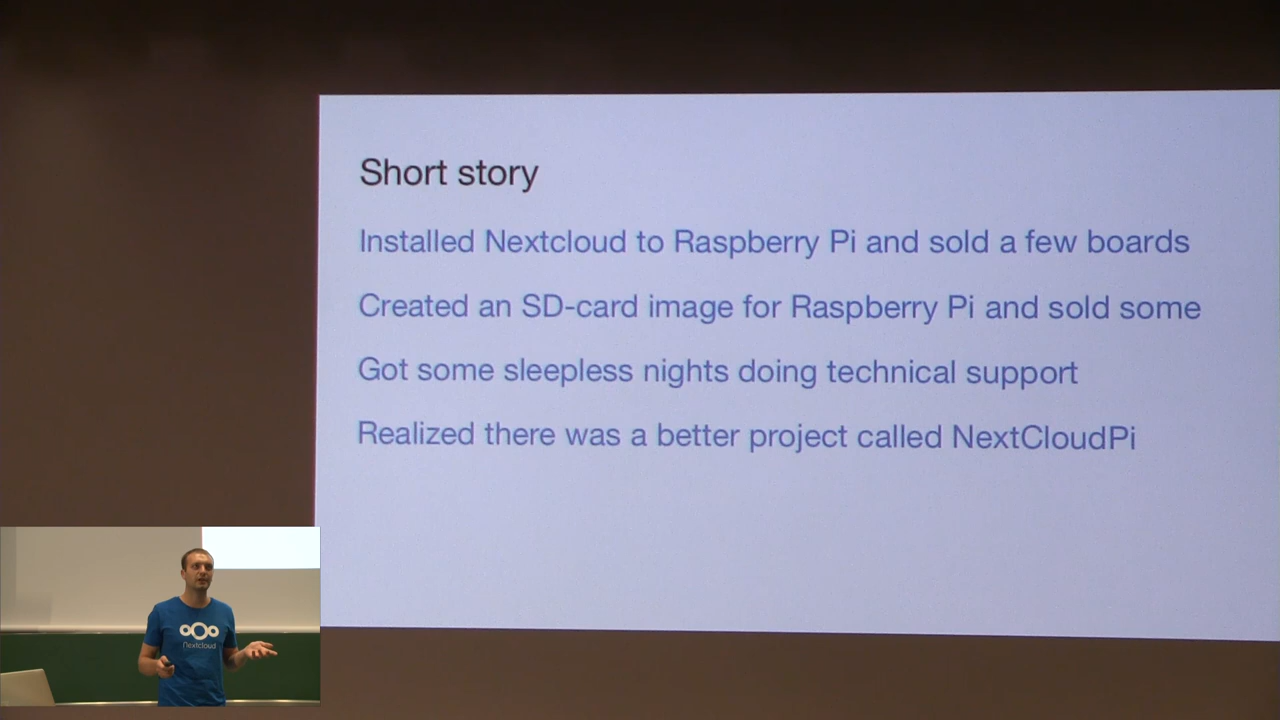 Short story
Installed Nextcloud to Raspberry Pi and sold a few boards
Created an SD-card image for Raspberry Pi and sold some
Got some sleepless nights doing technical support
Realized there was a better project called NextCloudPi
Nextcloud